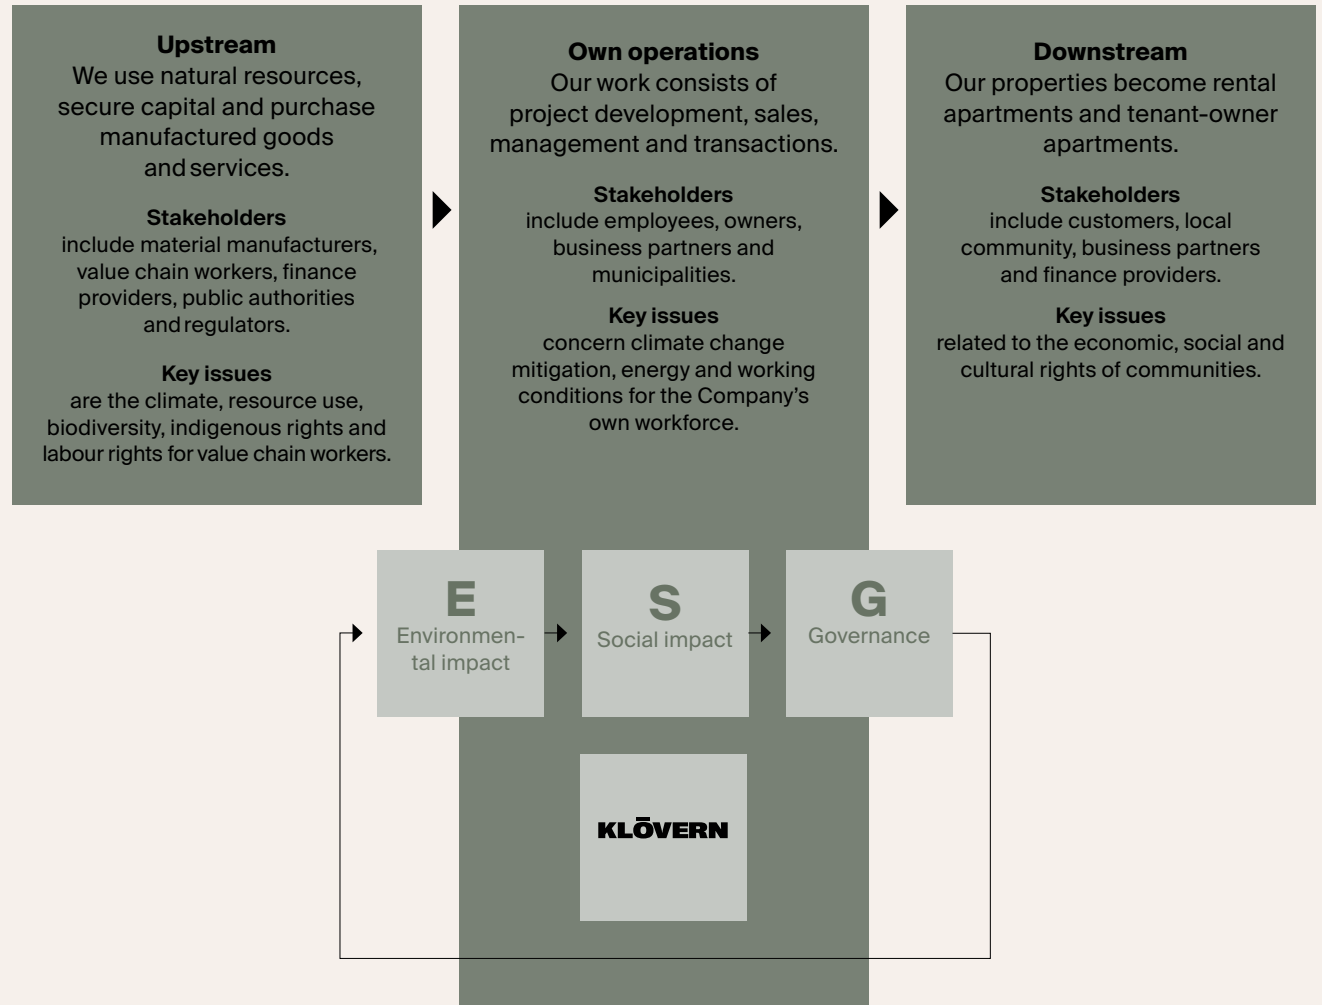 Upstream
We use natural resources,
secure capital and purchase
manufactured goods
and services.
Stakeholders
include material manufacturers,
value chain workers, finance
providers, public authorities
and regulators.
Key issues
are the climate, resource use,
biodiversity, indigenous rights and
labour rights for value chain workers.
Own operations
Our work consists of
project development, sales,
management and transactions.
Stakeholders
include employees, owners,
business partners and
municipalities.
Key issues
concern climate change
mitigation, energy and working
conditions for the Company’s
own workforce.
Downstream
Our properties become rental
apartments and tenant-owner
apartments.
Stakeholders
include customers, local
community, business partners
and finance providers.
Key issues
related to the economic, social and
cultural rights of communities.
E
Environmen-
tal impact
S
Social impact
G
Governance
KLŌVERN